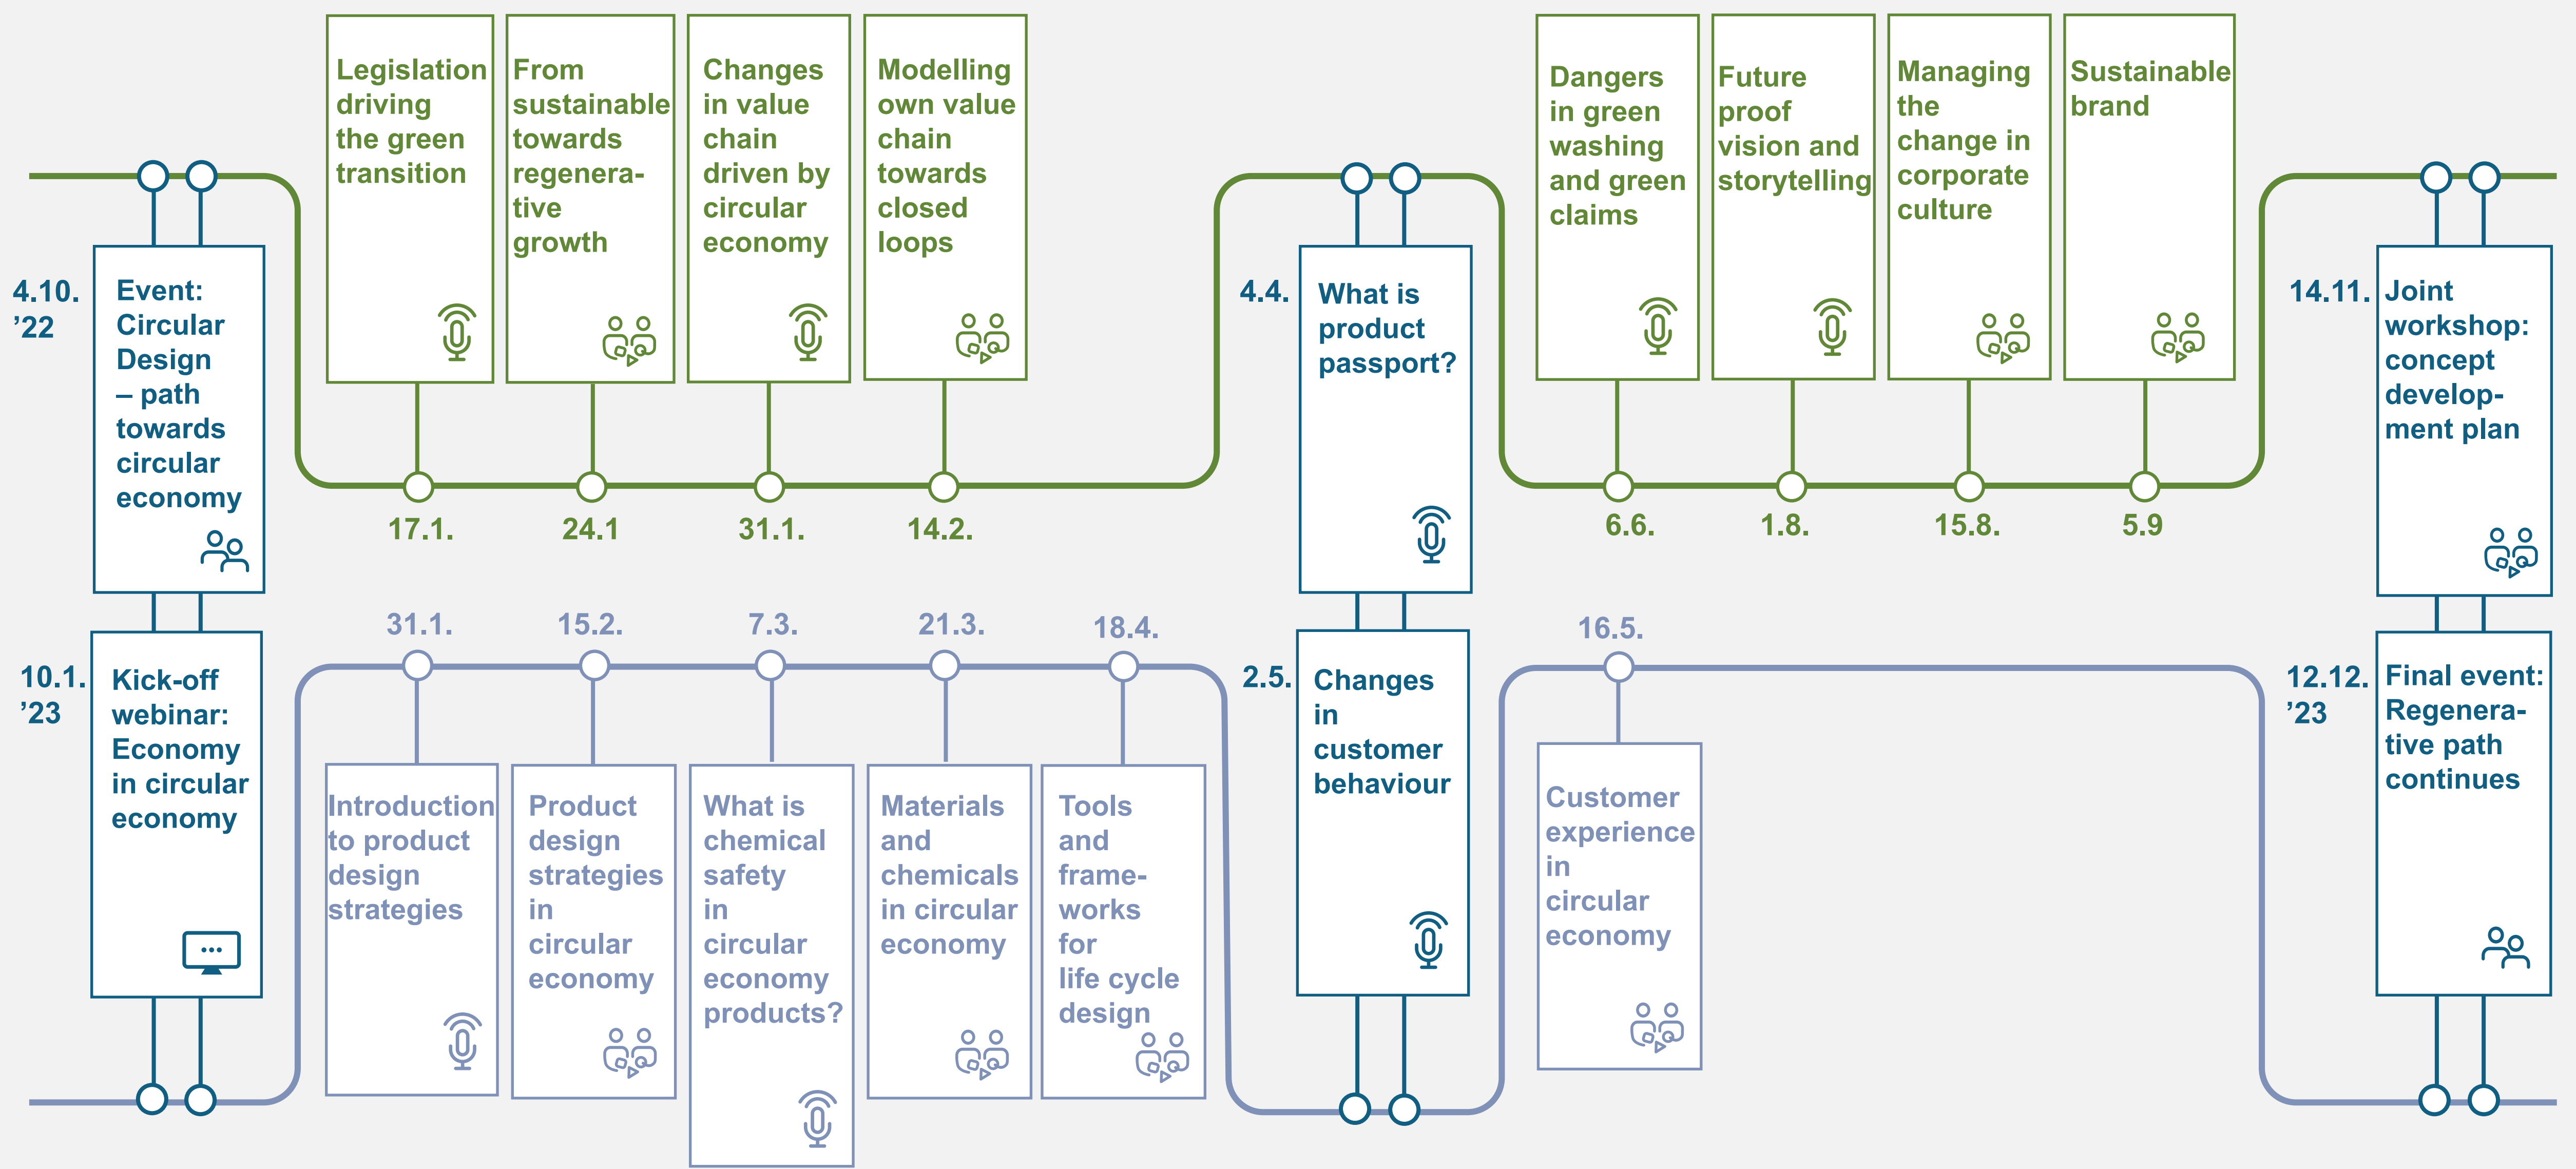 4.10.
’22
Event:
Circular
Design
– path
towards
circular
economy
10.1.
’23
Kick-off
webinar:
Economy
in circular
economy
Legislation
driving
the green
transition
17.1.
From
sustainable
towards
regenera-
tive
growth
24.1
Changes
in value
chain
driven by
circular
economy
31.1.
Modelling
own value
chain
towards
closed
loops
14.2.
31.1.
Introduction
to product
design
strategies
15.2.
Product
design
strategies
in
circular
economy
7.3.
What is
chemical
safety
in
circular
economy
products?
21.3.
Materials
and
chemicals
in circular
economy
18.4.
Tools
and
frame-
works
for
life cycle
design
4.4.
What is
product
passport?
2.5.
Changes
in
customer
behaviour
Dangers
in green
washing
and green
claims
6.6.
Future
proof
vision and
storytelling
1.8.
Managing
the
change in
corporate
culture
15.8.
Sustainable
brand
5.9
16.5.
Customer
experience
in
circular
economy
14.11.
Joint
workshop:
concept
develop-
ment plan
12.12.
’23
Final event:
Regenera-
tive path
continues